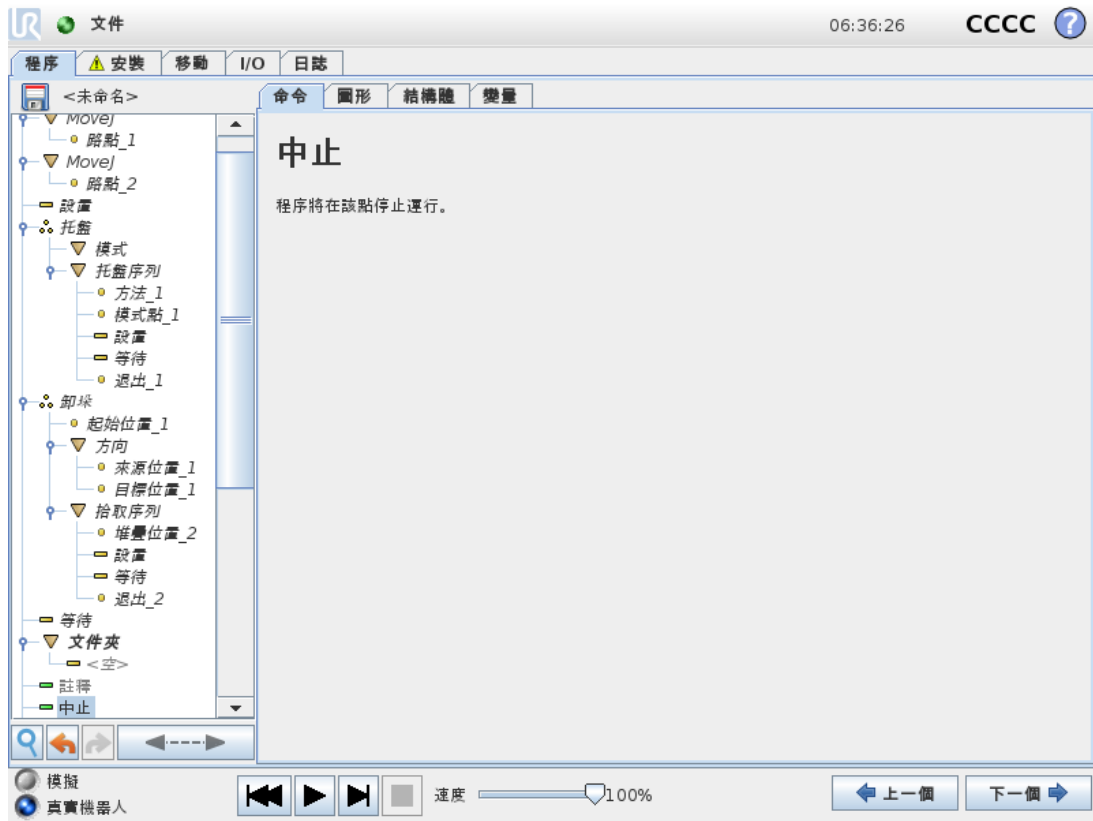 UR 文件 06:36:26 CCCC ?
程序 安裝 移動 I/O 日誌
<未命名> 命令 圖形 結構體 變量
MoveJ
路點_1
MoveJ
路點_2
設置
托盤
模式
托盤序列
方法_1
模式點_1
設置
等待
退出_1
卸垛
起始位置_1
方向
來源位置_1
目標位置_1
拾取序列
堆疊位置_2
設置
等待
退出_2
等待
文件夾
<空>
註釋
中止
中止
程序將在該點停止運行。
模擬
真實機器人
速度 100%
上一個 下一個